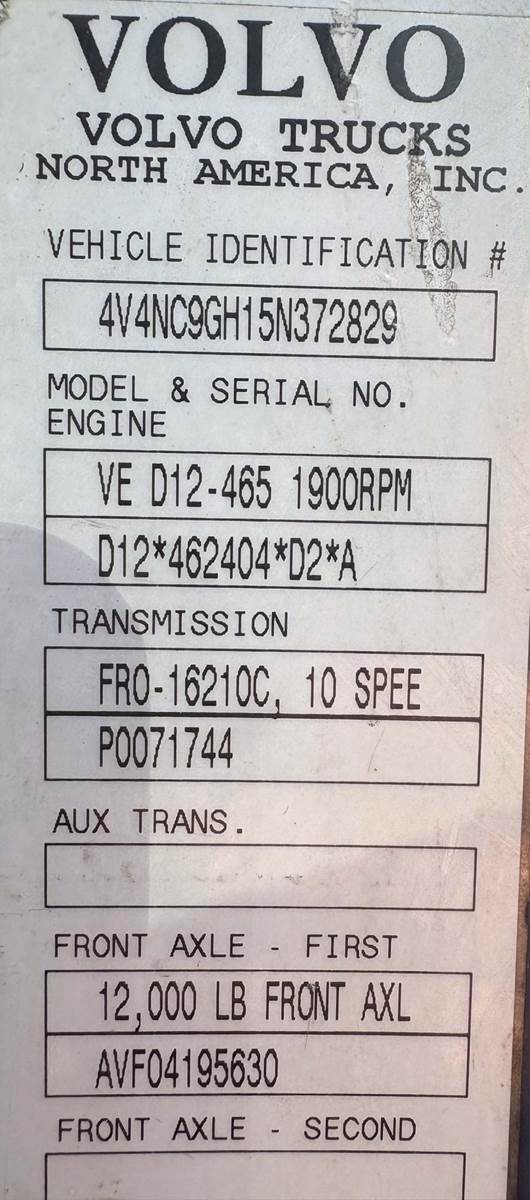 VOLVO
VOLVO TRUCKS
NORTH AMERICA, INC.
VEHICLE IDENTIFICATION #
4V4NC9GH15N372829
MODEL & SERIAL NO.
ENGINE
VE D12-465 1900RPM
D12*462404*D2*A
TRANSMISSION
FRO-16210C, 10 SPEE
P0071744
AUX TRANS.
FRONT AXLE - FIRST
12,000 LB FRONT AXL
AVF04195630
FRONT AXLE - SECOND